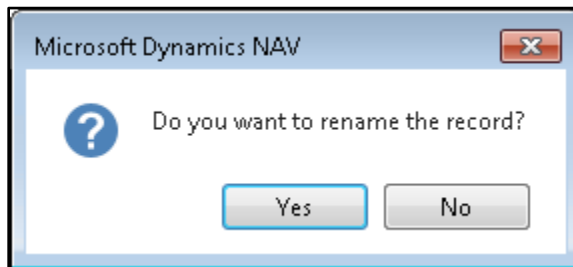 Microsoft Dynamics NAV
Do you want to rename the record?
Yes
No